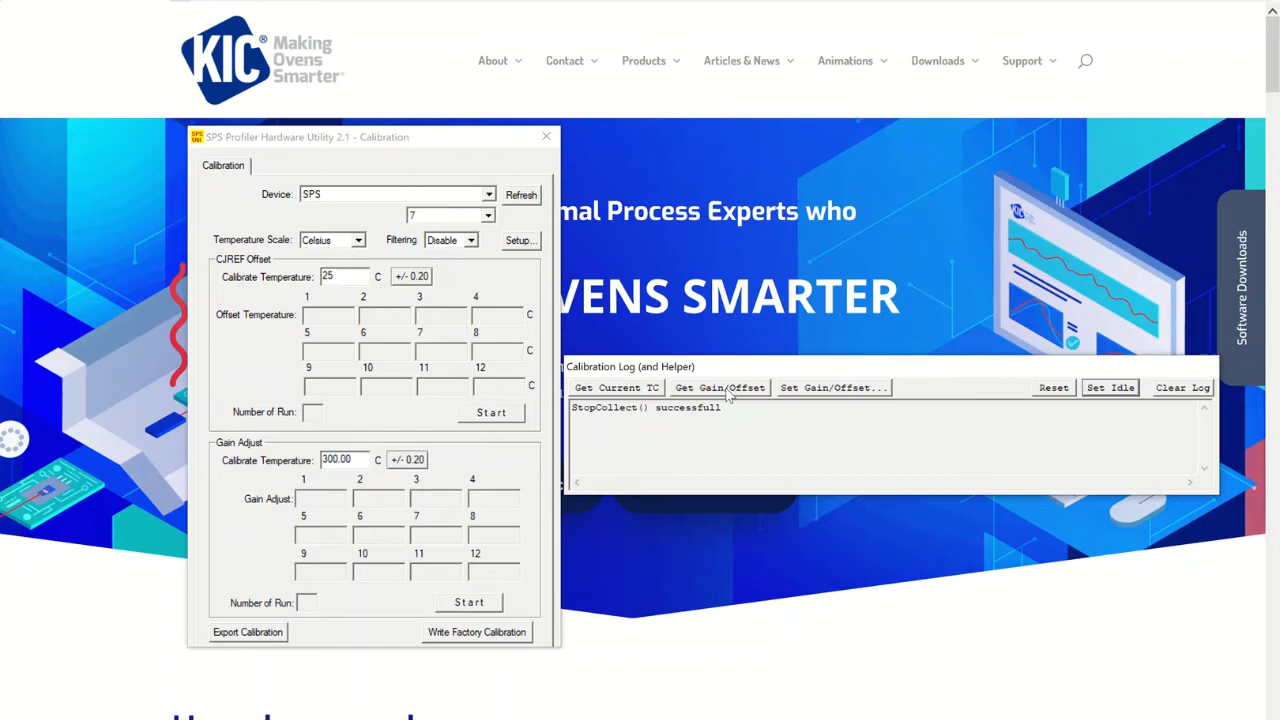 KIC® Making
Ovens
Smarter®
About
Contact
Products
Articles & News
Animations
Downloads
Support
SPS Profiler Hardware Utility 2.1 - Calibration
Calibration
Device: SPS Refresh
7
Temperature Scale: Celsius Filtering Disable Setup...
CJREF Offset
Calibrate Temperature: 25 C +/- 0.20
1 2 3 4
Offset Temperature: C
5 6 7 8
C
9 10 11 12
C
Number of Run: Start
Gain Adjust
Calibrate Temperature: 300.00 C +/- 0.20
1 2 3 4
Gain Adjust:
5 6 7 8
9 10 11 12
Number of Run: Start
Export Calibration Write Factory Calibration
mal Process Experts who
VENS SMARTER
KIC
Calibration Log (and Helper)
Get Current TC Get Gain/Offset Set Gain/Offset... Reset Set Idle Clear Log
StopCollect() successfull
Software Downloads